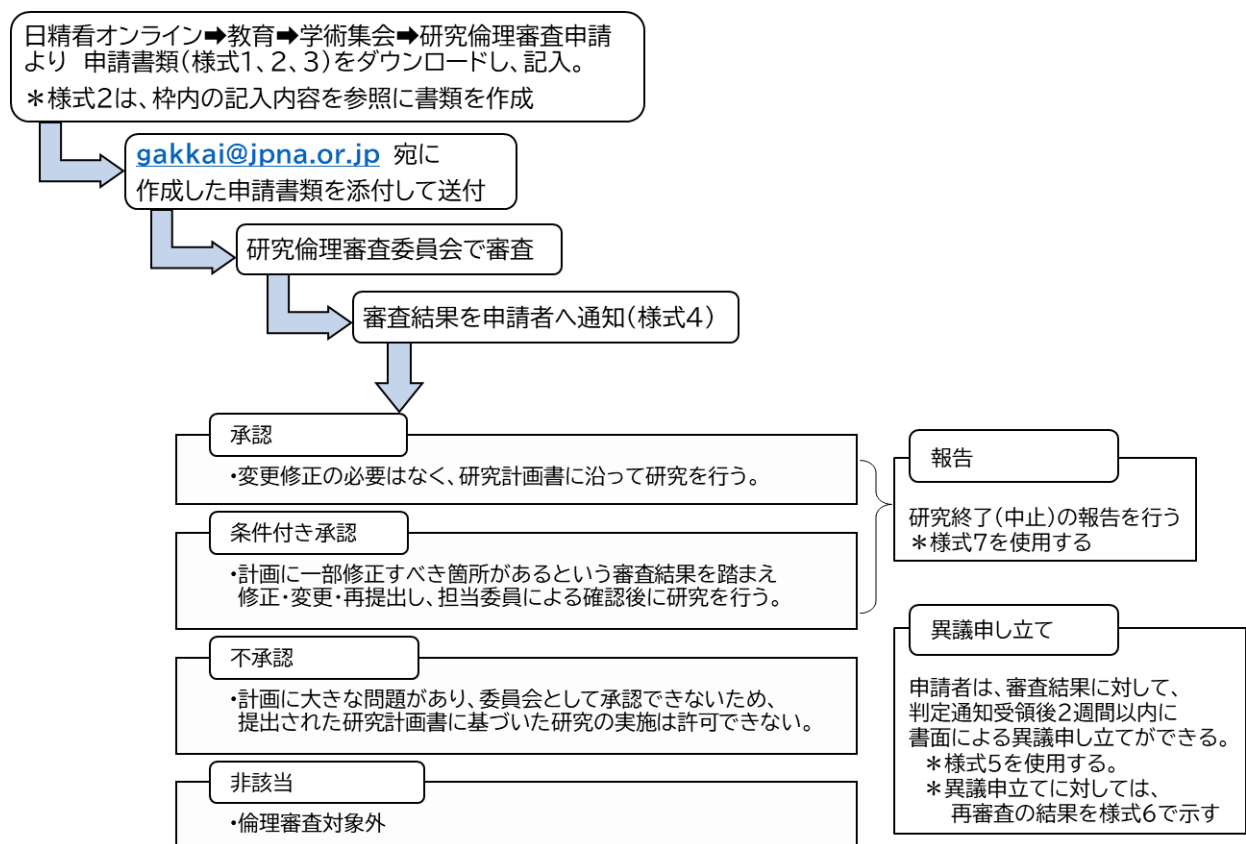 日精看オンライン➡教育➡学術集会➡研究倫理審査申請
より 申請書類(様式1、2、3)をダウンロードし、記入。
＊様式2は、枠内の記入内容を参照に書類を作成
gakkai@jpna.or.jp 宛に
作成した申請書類を添付して送付
研究倫理審査委員会で審査
審査結果を申請者へ通知(様式4)
承認
・変更修正の必要はなく、研究計画書に沿って研究を行う。
条件付き承認
・計画に一部修正すべき箇所があるという審査結果を踏まえ
修正・変更・再提出し、担当委員による確認後に研究を行う。
不承認
・計画に大きな問題があり、委員会として承認できないため、
提出された研究計画書に基づいた研究の実施は許可できない。
非該当
・倫理審査対象外
報告
研究終了(中止)の報告を行う
＊様式7を使用する
異議申し立て
申請者は、審査結果に対して、
判定通知受領後2週間以内に
書面による異議申し立てができる。
＊様式5を使用する。
＊異議申立てに対しては、
再審査の結果を様式6で示す